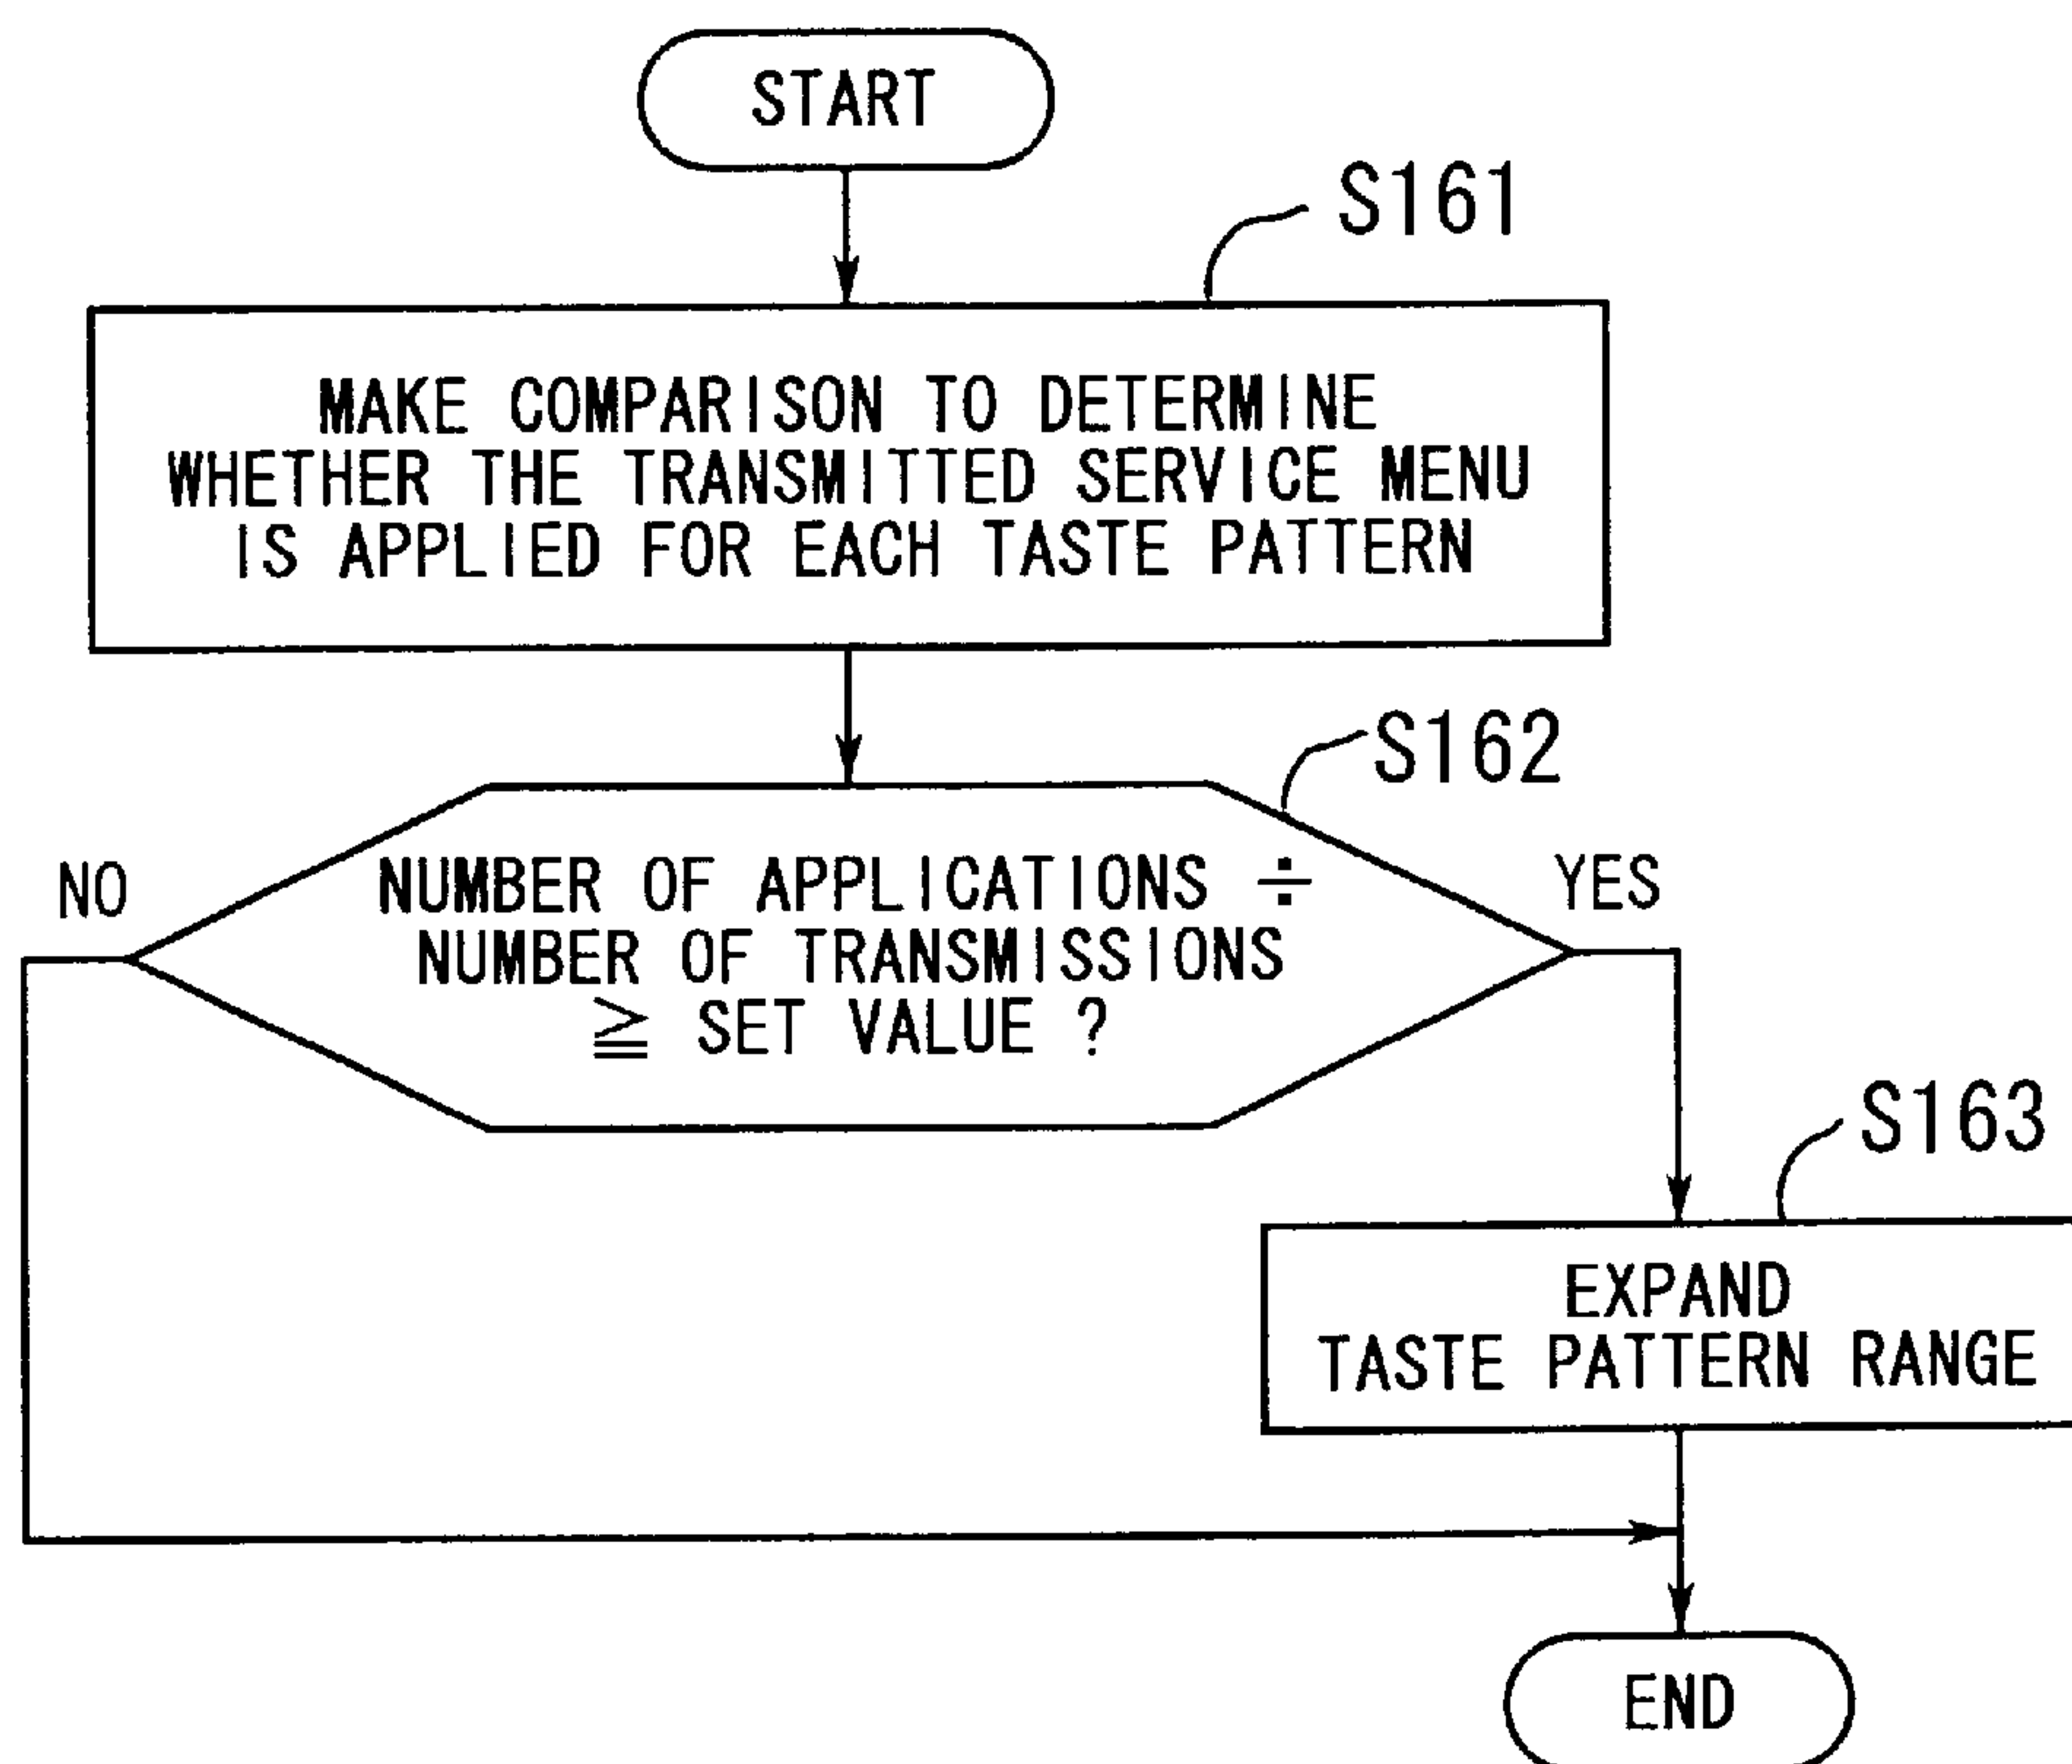 START
S161
MAKE COMPARISON TO DETERMINE
WHETHER THE TRANSMITTED SERVICE MENU
IS APPLIED FOR EACH TASTE PATTERN
S162
NO
NUMBER OF APPLICATIONS ÷
NUMBER OF TRANSMISSIONS
≧ SET VALUE ?
YES
S163
EXPAND
TASTE PATTERN RANGE
END